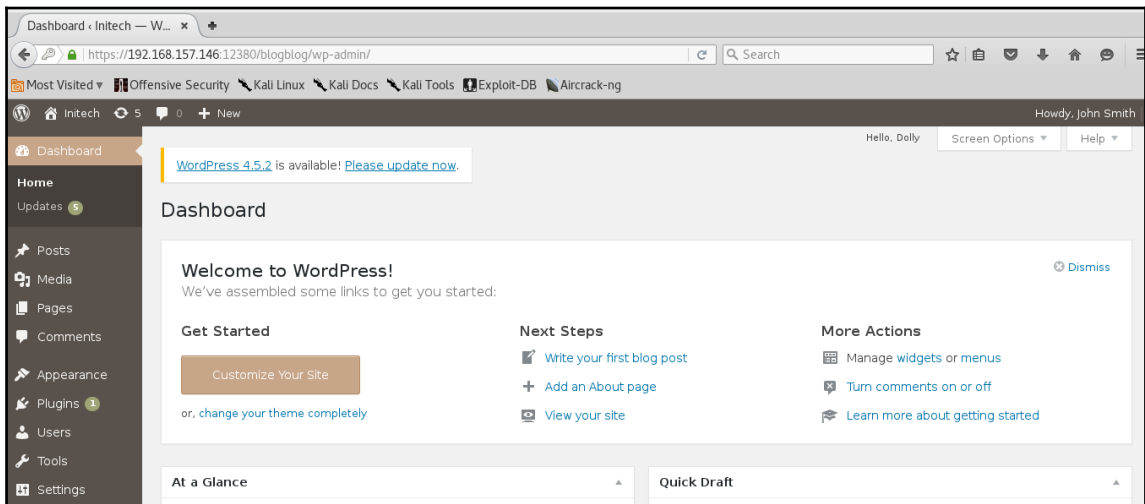 Dashboard ‹ Initech — W...
https://192.168.157.146:12380/blogblog/wp-admin/
Search
Most Visited
Offensive Security
Kali Linux
Kali Docs
Kali Tools
Exploit-DB
Aircrack-ng
Initech
5
0
New
Howdy, John Smith
Dashboard
Home
Updates 5
Posts
Media
Pages
Comments
Appearance
Plugins 1
Users
Tools
Settings
Hello, Dolly
Screen Options
Help
WordPress 4.5.2 is available! Please update now.
Dashboard
Welcome to WordPress!
We've assembled some links to get you started:
Dismiss
Get Started
Customize Your Site
or, change your theme completely
Next Steps
Write your first blog post
Add an About page
View your site
More Actions
Manage widgets or menus
Turn comments on or off
Learn more about getting started
At a Glance
Quick Draft